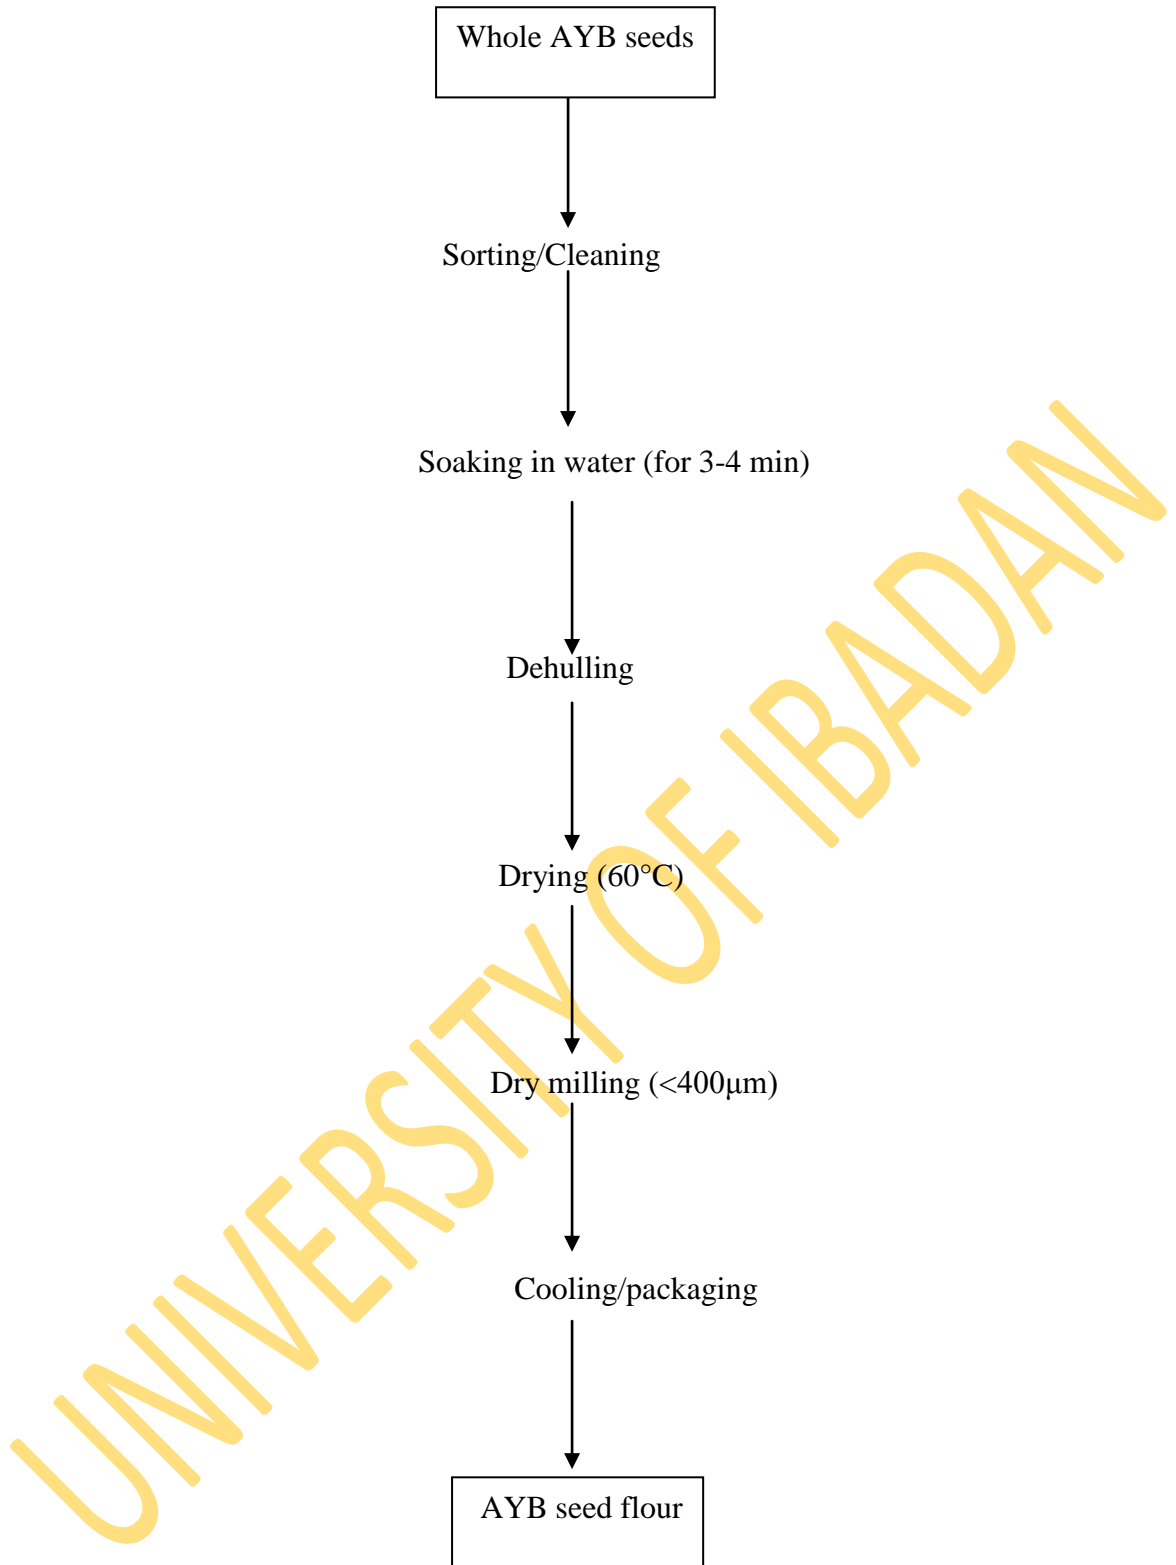 Whole AYB seeds
Sorting/Cleaning
Soaking in water (for 3-4 min)
Dehulling
Drying (60°C)
Dry milling (<400μm)
Cooling/packaging
AYB seed flour
UNIVERSITY OF IBADAN